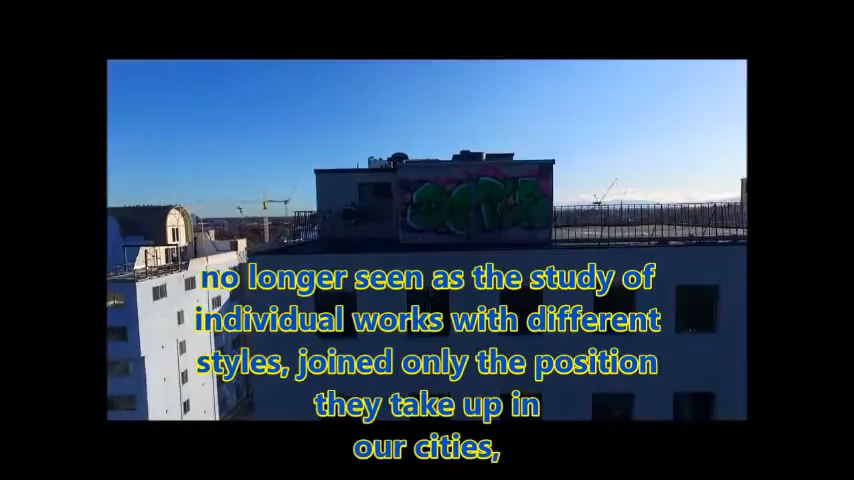 no longer seen as the study of
individual works with different
styles, joined only the position
they take up in
our cities,